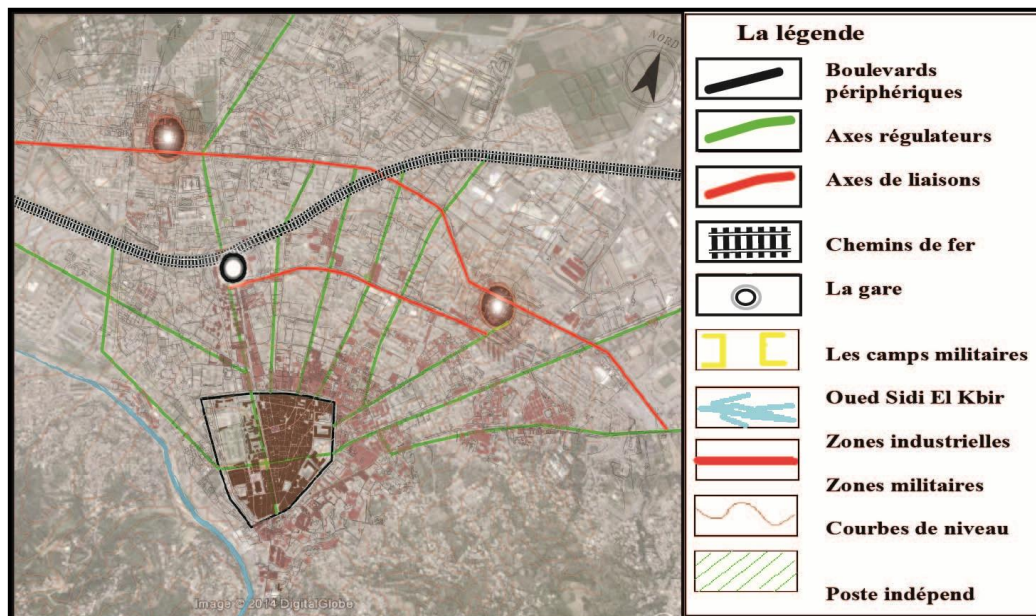 NORD
Image © 2014 DigitalGlobe
La légende
Boulevards
périphériques
Axes régulateurs
Axes de liaisons
Chemins de fer
La gare
Les camps militaires
Oued Sidi El Kbir
Zones industrielles
Zones militaires
Courbes de niveau
Poste indépend